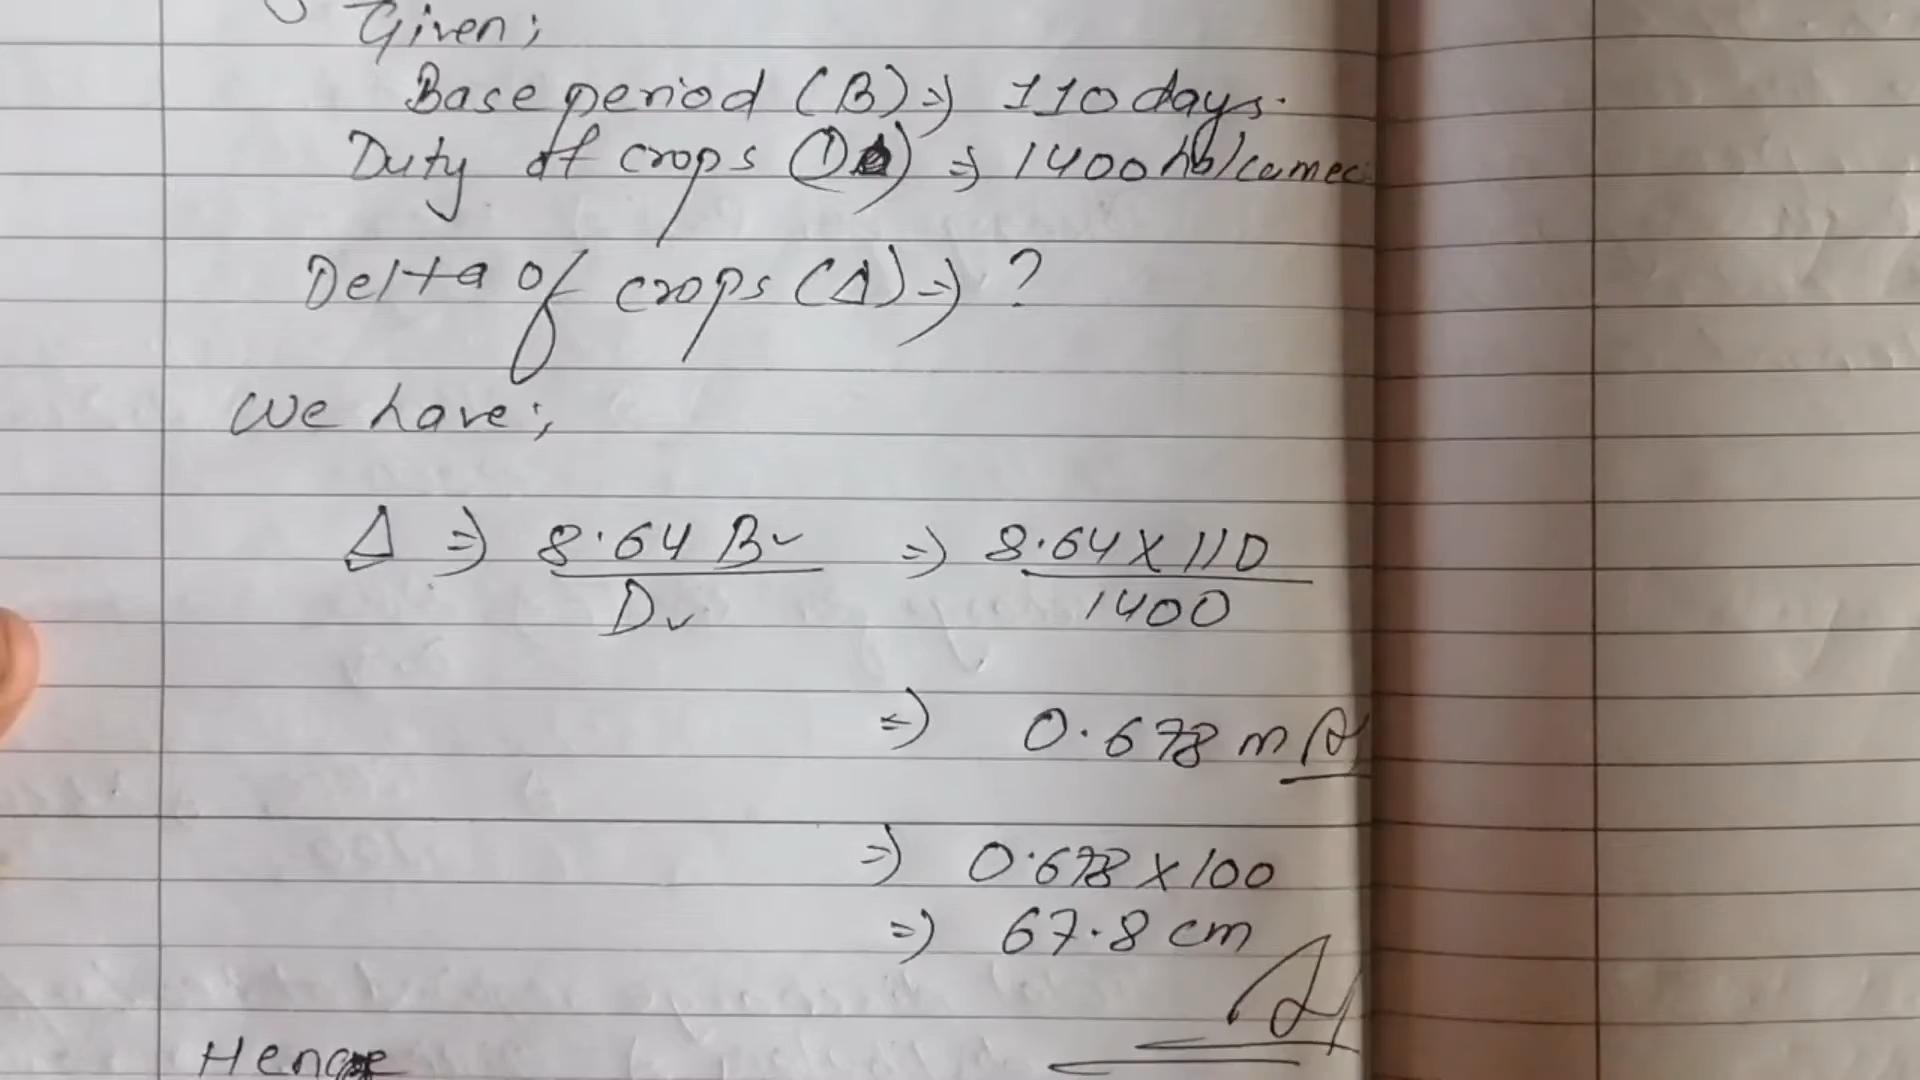 Given;
Base period (B) => 110 days.
Duty of crops (D) => 1400 ha/cumec
Delta of crops (Δ) => ?
We have;
Δ => 8.64 B / D => 8.64 x 110 / 1400
=> 0.678 m
=> 0.678 x 100
=> 67.8 cm
Hence